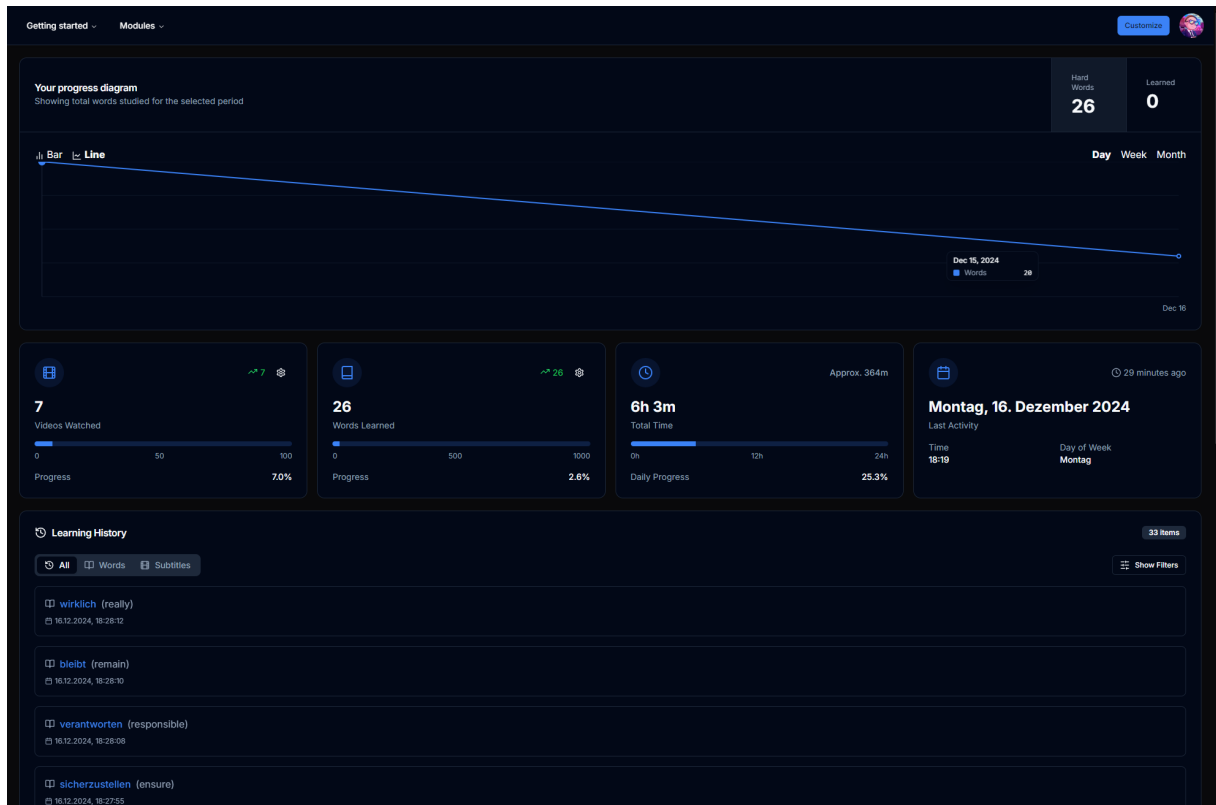 Getting started
Modules
Customize
Your progress diagram
Showing total words studied for the selected period
Hard
Words
26
Learned
0
Bar
Line
Day Week Month
Dec 15, 2024
Words 20
Dec 16
7
7
Videos Watched
0 50 100
Progress 7.0%
26
26
Words Learned
0 500 1000
Progress 2.6%
Approx. 364m
6h 3m
Total Time
0h 12h 24h
Daily Progress 25.3%
29 minutes ago
Montag, 16. Dezember 2024
Last Activity
Time
18:19
Day of Week
Montag
Learning History
33 items
All Words Subtitles
Show Filters
wirklich (really)
16.12.2024, 18:28:12
bleibt (remain)
16.12.2024, 18:28:10
verantworten (responsible)
16.12.2024, 18:28:08
sicherzustellen (ensure)
16.12.2024, 18:27:55